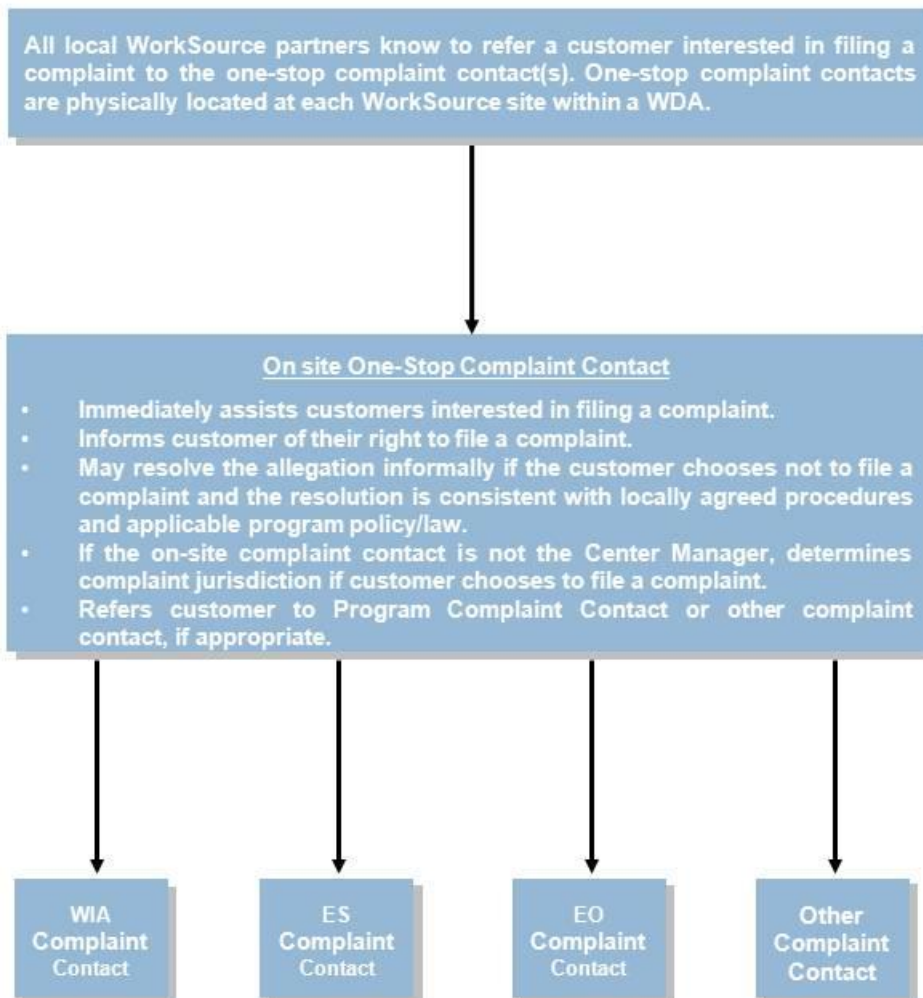 All local WorkSource partners know to refer a customer interested in filing a
complaint to the one-stop complaint contact(s). One-stop complaint contacts
are physically located at each WorkSource site within a WDA.
On site One-Stop Complaint Contact
• Immediately assists customers interested in filing a complaint.
• Informs customer of their right to file a complaint.
• May resolve the allegation informally if the customer chooses not to file a
complaint and the resolution is consistent with locally agreed procedures
and applicable program policy/law.
• If the on-site complaint contact is not the Center Manager, determines
complaint jurisdiction if customer chooses to file a complaint.
• Refers customer to Program Complaint Contact or other complaint
contact, if appropriate.
WIA
Complaint
Contact
ES
Complaint
Contact
EO
Complaint
Contact
Other
Complaint
Contact